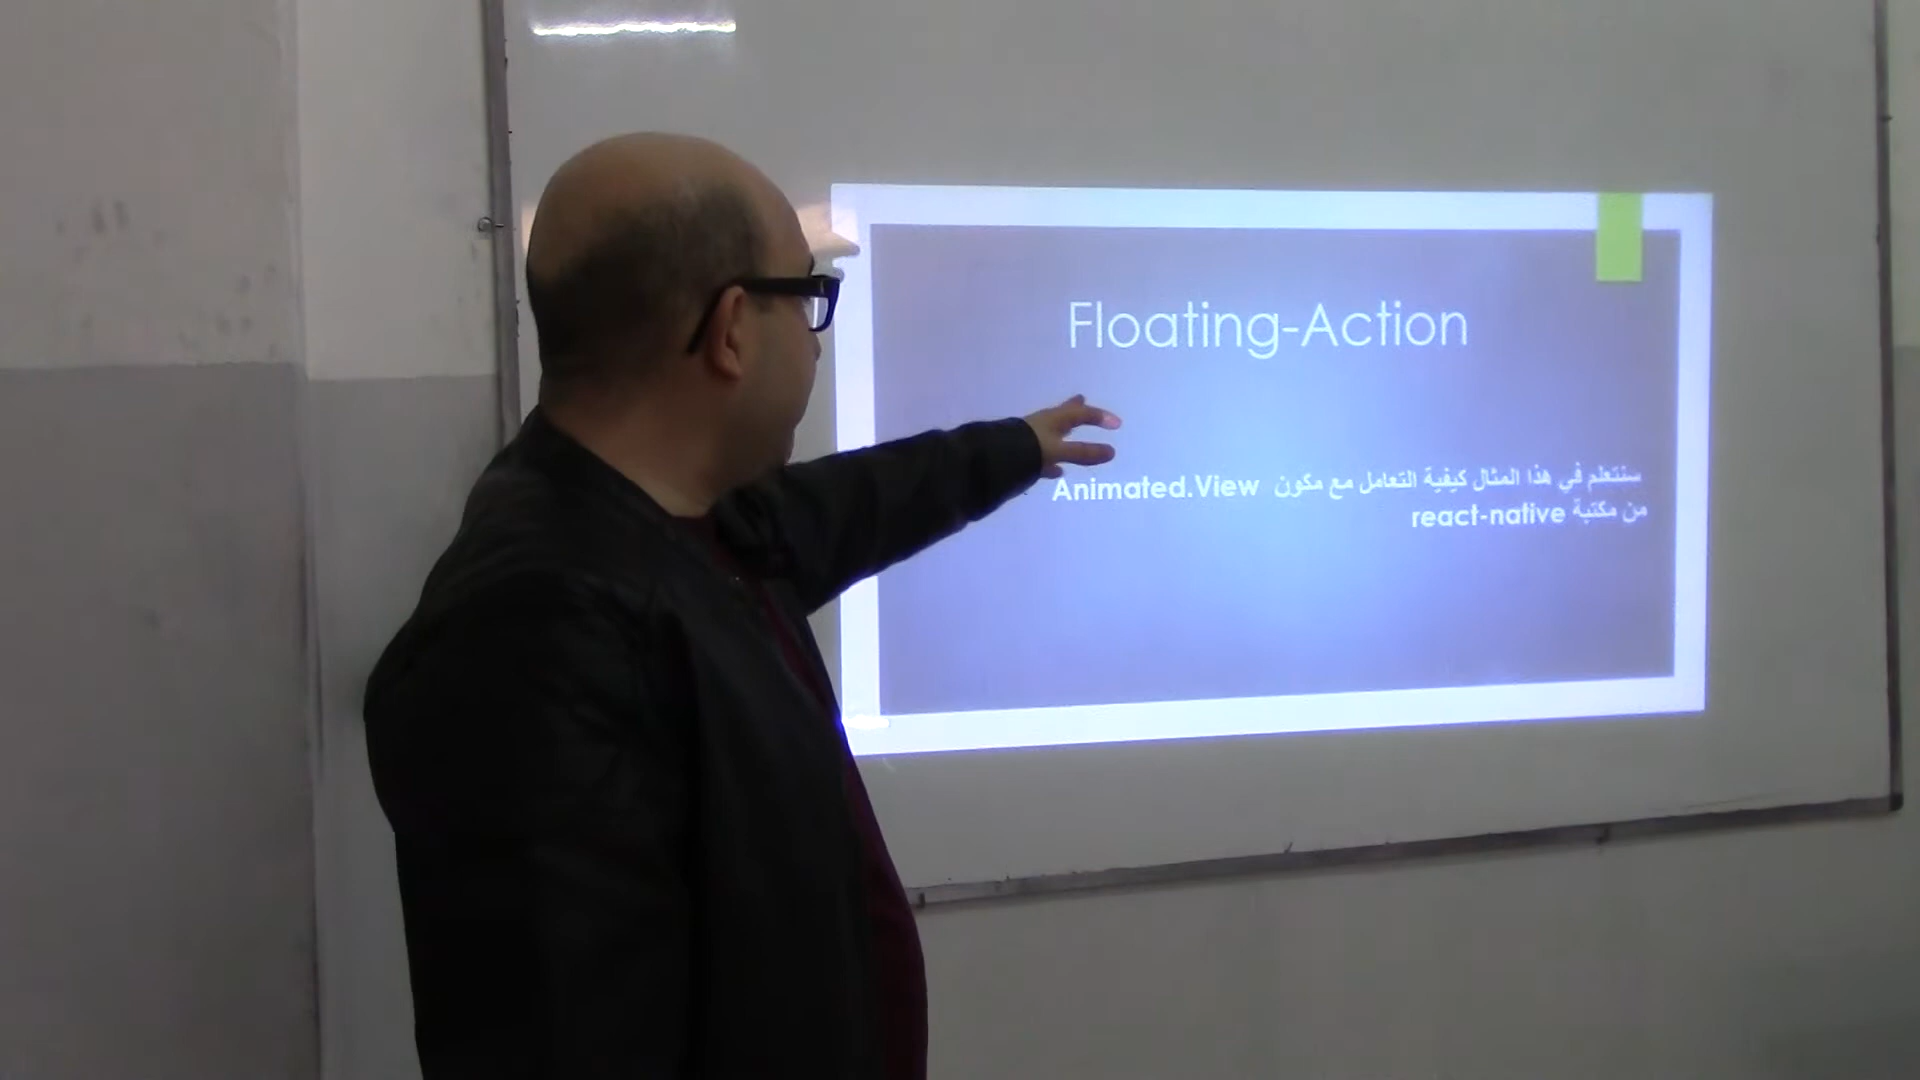 Floating-Action
سنتعلم في هذا المثال كيفية التعامل مع مكون Animated.View
من مكتبة react-native